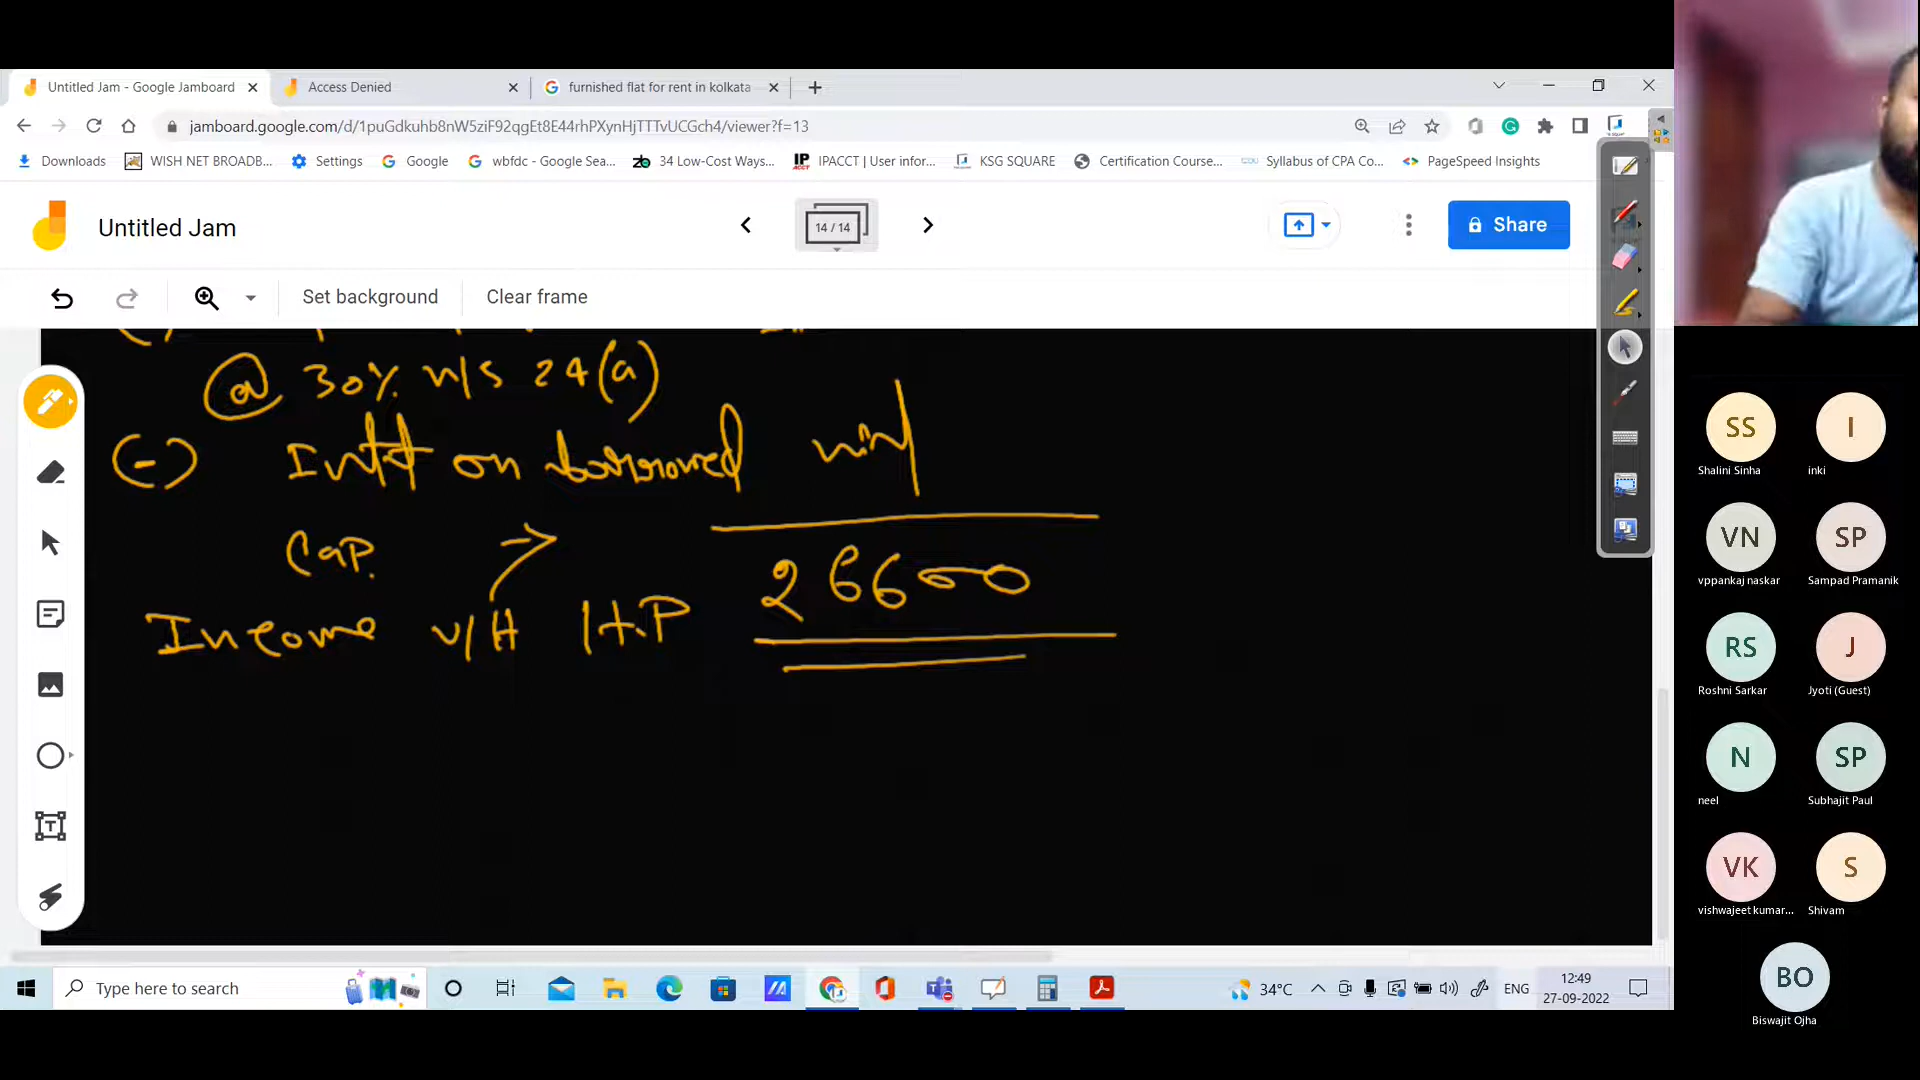 Untitled Jam - Google Jamboard
Access Denied
furnished flat for rent in kolkata
jamboard.google.com/d/1puGdkuhb8nW5ziF92qgEt8E44rhPXynHjTTTvUCGch4/viewer?f=13
Downloads
WISH NET BROADB...
Settings
Google
wbfdc - Google Sea...
34 Low-Cost Ways...
IPACCT | User infor...
KSG SQUARE
Certification Course...
Syllabus of CPA Co...
PageSpeed Insights
Untitled Jam
14 / 14
Share
Set background
Clear frame
@ 30% u/s 24(a)
(-) Intt on borrowed nil
Cap.
26600
Income u/H H.P
SS
Shalini Sinha
I
inki
VN
vppankaj naskar
SP
Sampad Pramanik
RS
Roshni Sarkar
J
Jyoti (Guest)
N
neel
SP
Subhajit Paul
VK
vishwajeet kumar...
S
Shivam
BO
Biswajit Ojha
Type here to search
34°C
ENG
12:49
27-09-2022